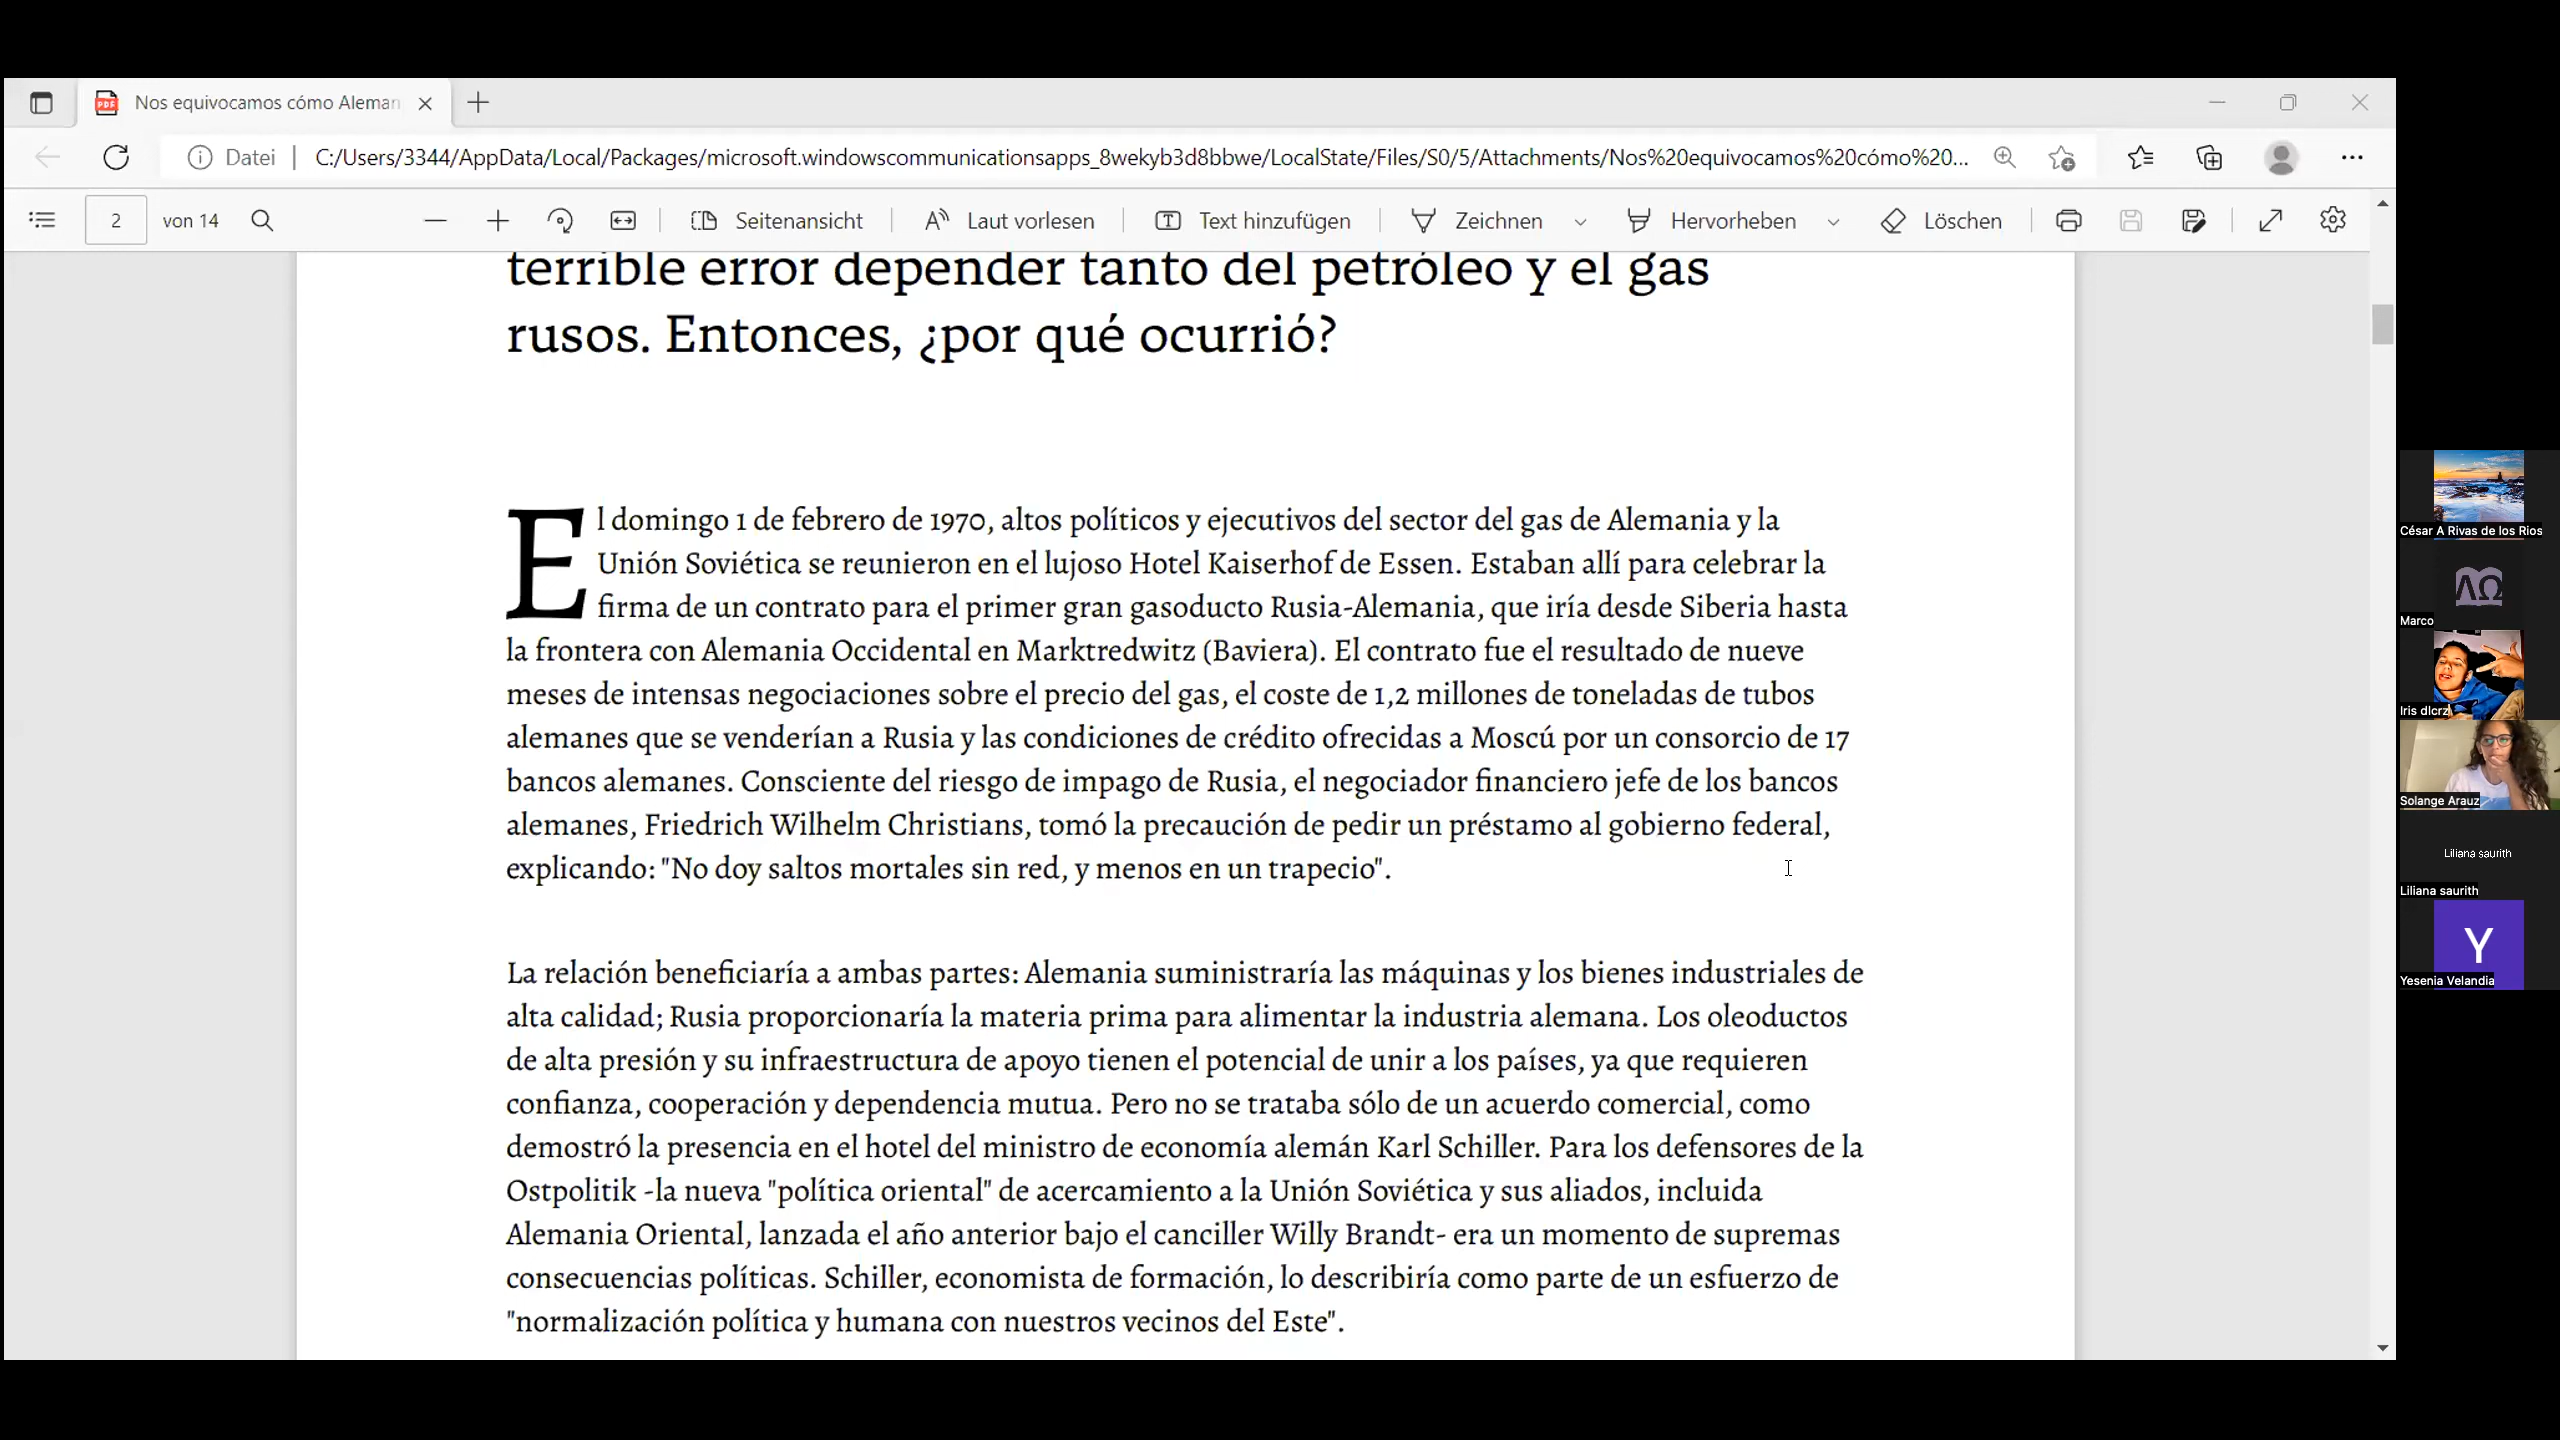 Nos equivocamos cómo Aleman
Datei
C:/Users/3344/AppData/Local/Packages/microsoft.windowscommunicationsapps_8wekyb3d8bbwe/LocalState/Files/S0/5/Attachments/Nos%20equivocamos%20cómo%20...
2 von 14
Seitenansicht
Laut vorlesen
Text hinzufügen
Zeichnen
Hervorheben
Löschen
terrible error depender tanto del petróleo y el gas
rusos. Entonces, ¿por qué ocurrió?
El domingo 1 de febrero de 1970, altos políticos y ejecutivos del sector del gas de Alemania y la
Unión Soviética se reunieron en el lujoso Hotel Kaiserhof de Essen. Estaban allí para celebrar la
firma de un contrato para el primer gran gasoducto Rusia-Alemania, que iría desde Siberia hasta
la frontera con Alemania Occidental en Marktredwitz (Baviera). El contrato fue el resultado de nueve
meses de intensas negociaciones sobre el precio del gas, el coste de 1,2 millones de toneladas de tubos
alemanes que se venderían a Rusia y las condiciones de crédito ofrecidas a Moscú por un consorcio de 17
bancos alemanes. Consciente del riesgo de impago de Rusia, el negociador financiero jefe de los bancos
alemanes, Friedrich Wilhelm Christians, tomó la precaución de pedir un préstamo al gobierno federal,
explicando: "No doy saltos mortales sin red, y menos en un trapecio".
La relación beneficiaría a ambas partes: Alemania suministraría las máquinas y los bienes industriales de
alta calidad; Rusia proporcionaría la materia prima para alimentar la industria alemana. Los oleoductos
de alta presión y su infraestructura de apoyo tienen el potencial de unir a los países, ya que requieren
confianza, cooperación y dependencia mutua. Pero no se trataba sólo de un acuerdo comercial, como
demostró la presencia en el hotel del ministro de economía alemán Karl Schiller. Para los defensores de la
Ostpolitik -la nueva "política oriental" de acercamiento a la Unión Soviética y sus aliados, incluida
Alemania Oriental, lanzada el año anterior bajo el canciller Willy Brandt- era un momento de supremas
consecuencias políticas. Schiller, economista de formación, lo describiría como parte de un esfuerzo de
"normalización política y humana con nuestros vecinos del Este".
César A Rivas de los Rios
ΑΩ
Marco
Iris dlcrz
Solange Arauz
Liliana saurith
Liliana saurith
Y
Yesenia Velandia